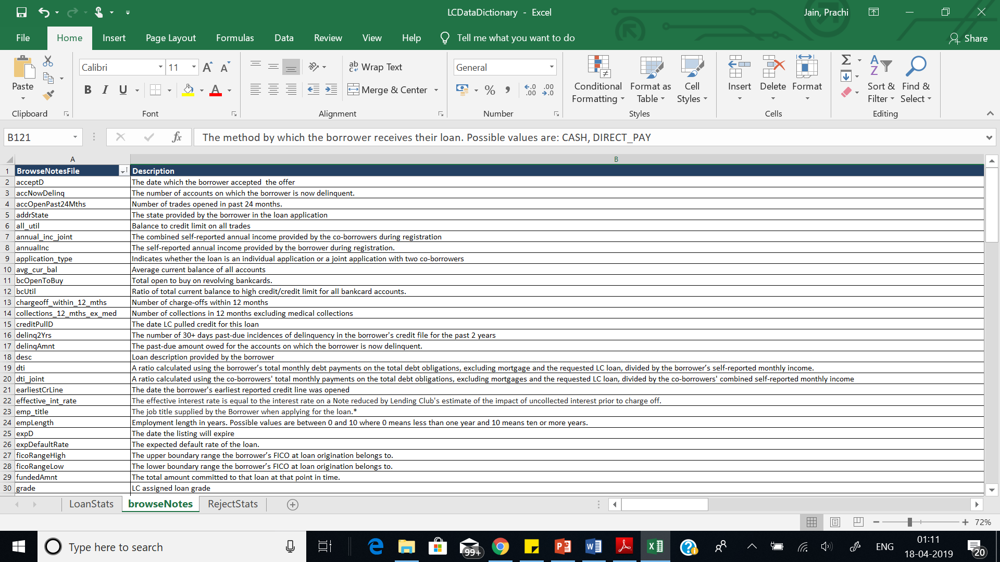 LCDataDictionary - Excel
Jain, Prachi
File Home Insert Page Layout Formulas Data Review View Help Tell me what you want to do Share
Paste
Clipboard
Calibri 11
B I U
Font
Wrap Text
Merge & Center
Alignment
General
Number
Conditional Formatting
Format as Table
Cell Styles
Styles
Insert Delete Format
Cells
Sort & Filter
Find & Select
Editing
B121 fx The method by which the borrower receives their loan. Possible values are: CASH, DIRECT_PAY
A B
1 BrowseNotesFile Description
2 acceptD The date which the borrower accepted  the offer
3 accNowDelinq The number of accounts on which the borrower is now delinquent.
4 accOpenPast24Mths Number of trades opened in past 24 months.
5 addrState The state provided by the borrower in the loan application
6 all_util Balance to credit limit on all trades
7 annual_inc_joint The combined self-reported annual income provided by the co-borrowers during registration
8 annualInc The self-reported annual income provided by the borrower during registration.
9 application_type Indicates whether the loan is an individual application or a joint application with two co-borrowers
10 avg_cur_bal Average current balance of all accounts
11 bcOpenToBuy Total open to buy on revolving bankcards.
12 bcUtil Ratio of total current balance to high credit/credit limit for all bankcard accounts.
13 chargeoff_within_12_mths Number of charge-offs within 12 months
14 collections_12_mths_ex_med Number of collections in 12 months excluding medical collections
15 creditPullD The date LC pulled credit for this loan
16 delinq2Yrs The number of 30+ days past-due incidences of delinquency in the borrower's credit file for the past 2 years
17 delinqAmnt The past-due amount owed for the accounts on which the borrower is now delinquent.
18 desc Loan description provided by the borrower
19 dti A ratio calculated using the borrower’s total monthly debt payments on the total debt obligations, excluding mortgage and the requested LC loan, divided by the borrower’s self-reported monthly income.
20 dti_joint A ratio calculated using the co-borrowers' total monthly payments on the total debt obligations, excluding mortgages and the requested LC loan, divided by the co-borrowers' combined self-reported monthly income
21 earliestCrLine The date the borrower's earliest reported credit line was opened
22 effective_int_rate The effective interest rate is equal to the interest rate on a Note reduced by Lending Club's estimate of the impact of uncollected interest prior to charge off.
23 emp_title The job title supplied by the Borrower when applying for the loan.*
24 empLength Employment length in years. Possible values are between 0 and 10 where 0 means less than one year and 10 means ten or more years.
25 expD The date the listing will expire
26 expDefaultRate The expected default rate of the loan.
27 ficoRangeHigh The upper boundary range the borrower’s FICO at loan origination belongs to.
28 ficoRangeLow The lower boundary range the borrower’s FICO at loan origination belongs to.
29 fundedAmnt The total amount committed to that loan at that point in time.
30 grade LC assigned loan grade
LoanStats browseNotes RejectStats
72%
Type here to search
99+
ENG
01:11
18-04-2019
20